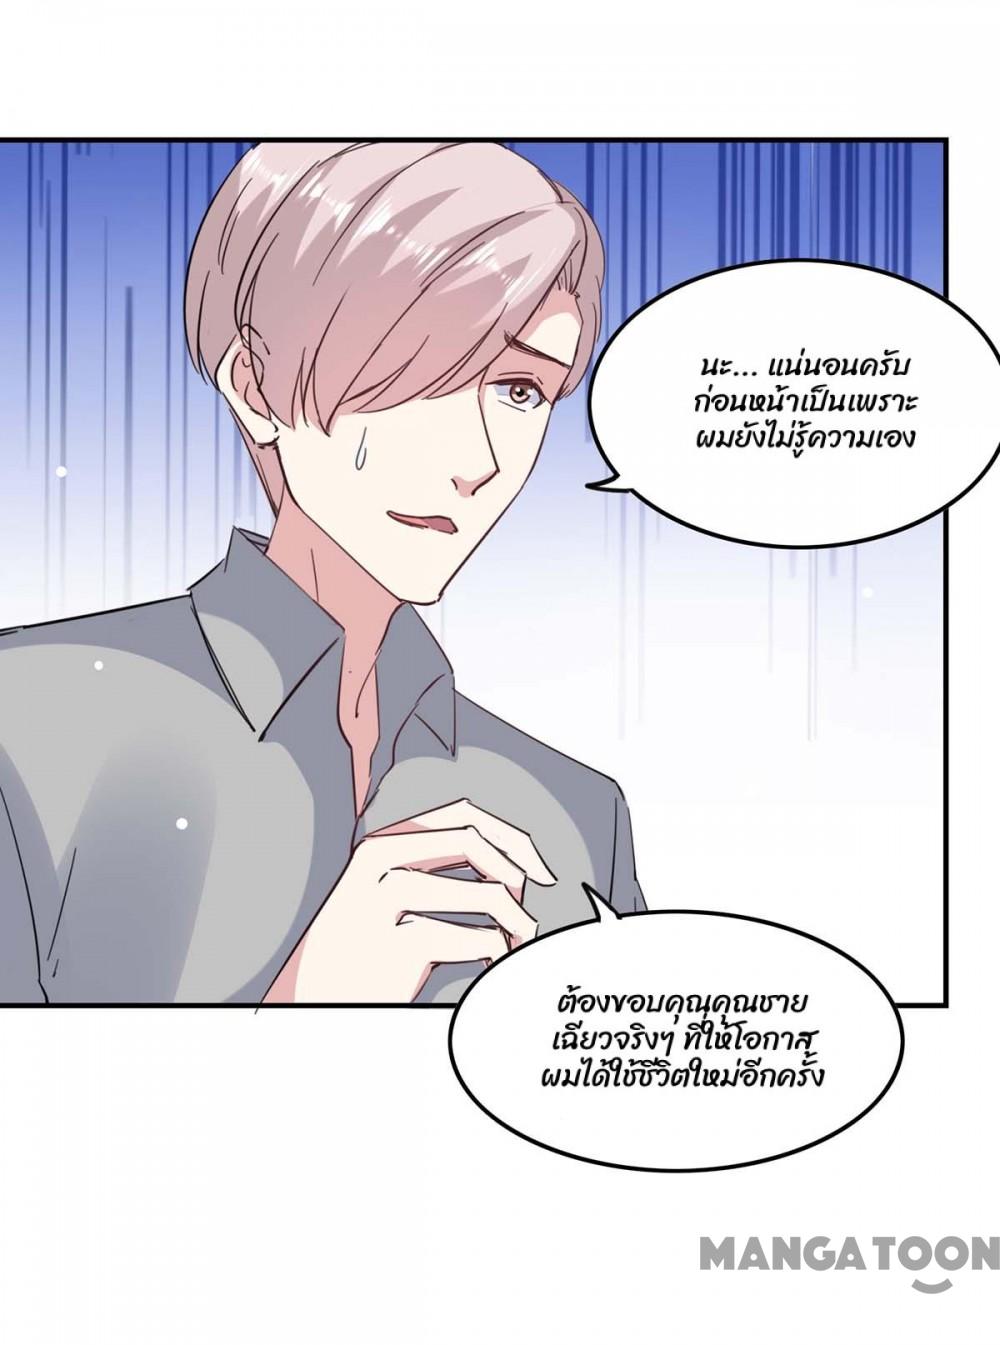 นะ... แน่นอนครับ
ก่อนหน้าเป็นเพราะ
ผมยังไม่รู้ความเอง
ต้องขอบคุณคุณชาย
เฉียวจริงๆ ที่ให้โอกาส
ผมได้ใช้ชีวิตใหม่อีกครั้ง
MANGATOON